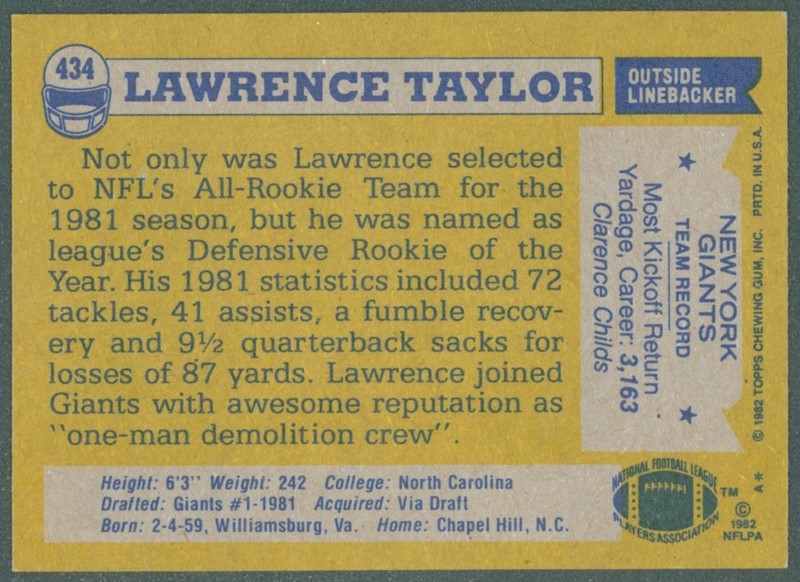 434
LAWRENCE TAYLOR
OUTSIDE
LINEBACKER
Not only was Lawrence selected
to NFL's All-Rookie Team for the
1981 season, but he was named as
league's Defensive Rookie of the
Year. His 1981 statistics included 72
tackles, 41 assists, a fumble recov-
ery and 9½ quarterback sacks for
losses of 87 yards. Lawrence joined
Giants with awesome reputation as
"one-man demolition crew".
NEW YORK
GIANTS
TEAM RECORD
Most Kickoff Return
Yardage, Career: 3,163
Clarence Childs
© 1982 TOPPS CHEWING GUM, INC. PRTD. IN U.S.A.
Height: 6'3" Weight: 242 College: North Carolina
Drafted: Giants #1-1981 Acquired: Via Draft
Born: 2-4-59, Williamsburg, Va. Home: Chapel Hill, N.C.
NATIONAL FOOTBALL LEAGUE
PLAYERS ASSOCIATION
TM
A*
©
1982
NFLPA